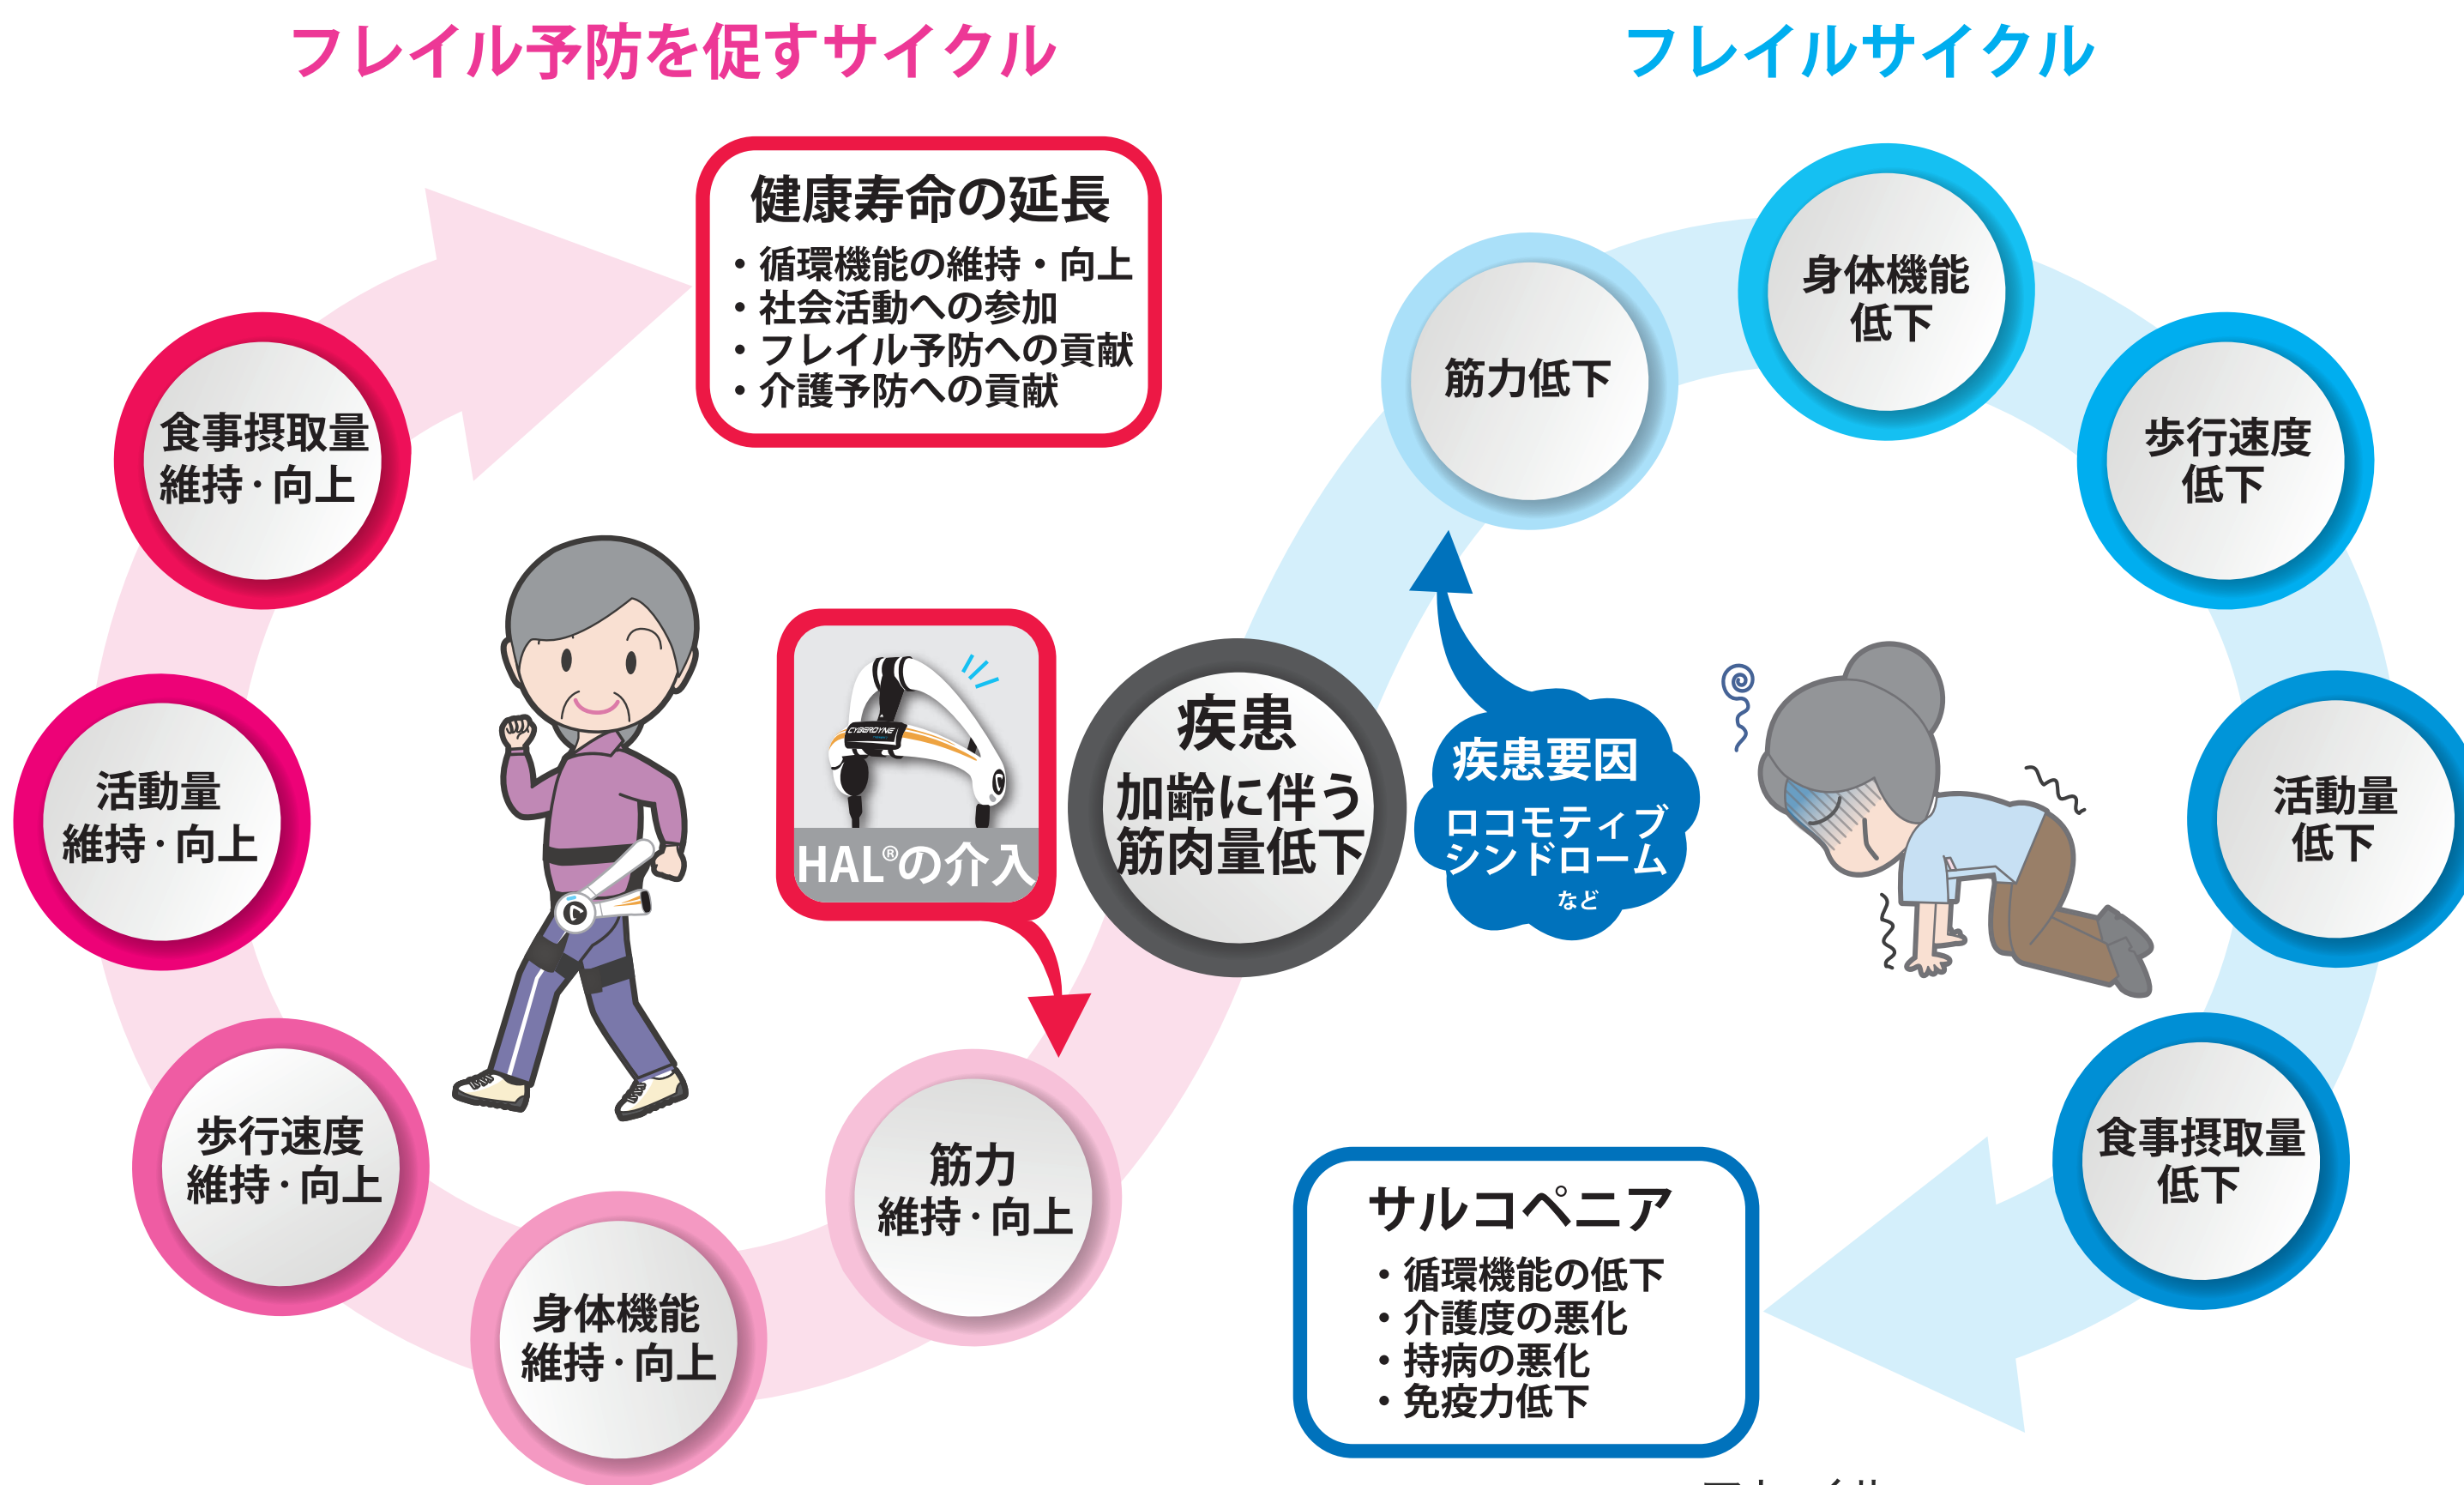 フレイル予防を促すサイクル
フレイルサイクル
健康寿命の延長
・循環機能の維持・向上
・社会活動への参加
・フレイル予防への貢献
・介護予防への貢献
食事摂取量
維持・向上
活動量
維持・向上
歩行速度
維持・向上
身体機能
維持・向上
筋力
維持・向上
CYBERDYNE
HAL®の介入
疾患
加齢に伴う
筋肉量低下
疾患要因
ロコモティブ
シンドローム
など
筋力低下
身体機能
低下
歩行速度
低下
活動量
低下
食事摂取量
低下
サルコペニア
・循環機能の低下
・介護度の悪化
・持病の悪化
・免疫力低下